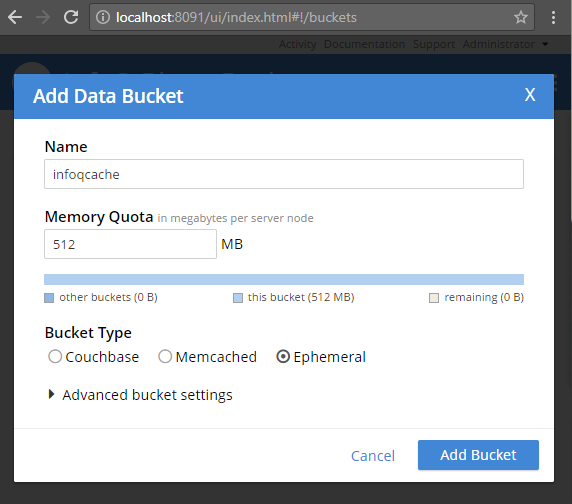 localhost:8091/ui/index.html#!/buckets
Activity Documentation Support Administrator
Add Data Bucket X
Name
infoqcache
Memory Quota in megabytes per server node
512 MB
other buckets (0 B) this bucket (512 MB) remaining (0 B)
Bucket Type
Couchbase Memcached Ephemeral
Advanced bucket settings
Cancel Add Bucket